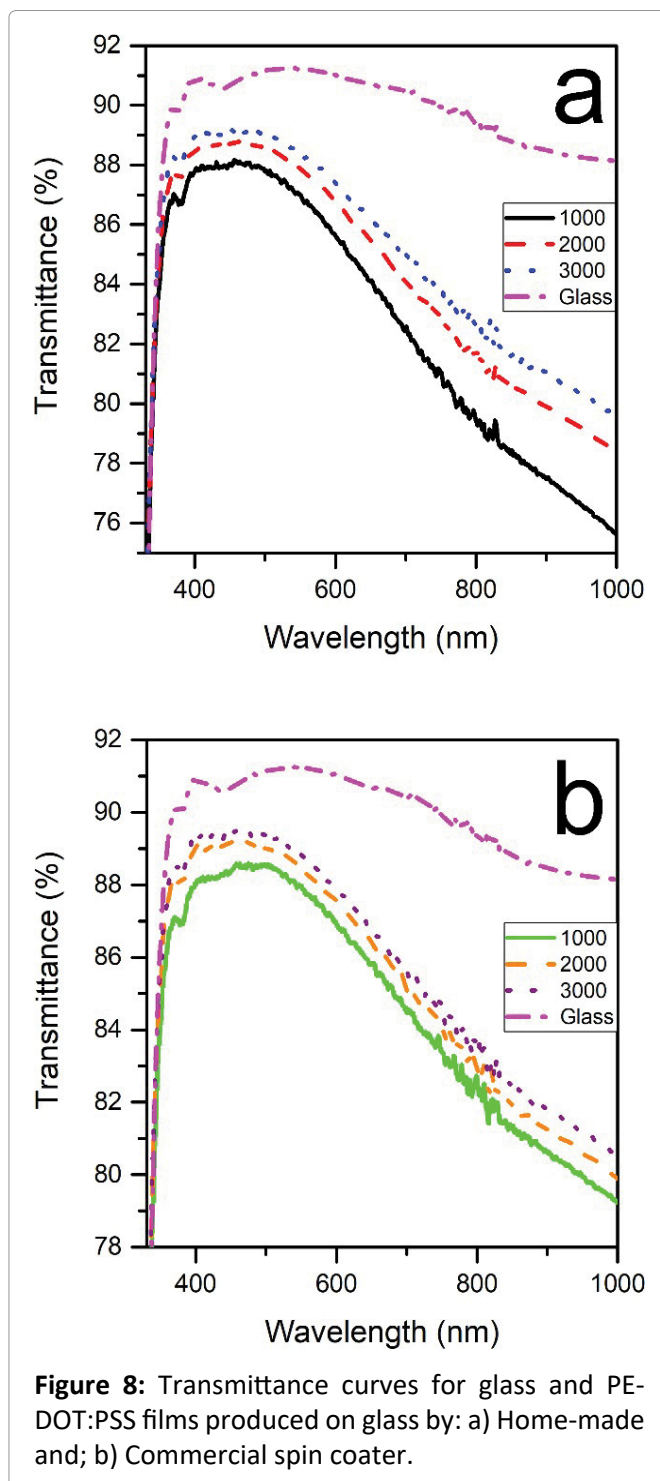 92
90
88
86
84
82
80
78
76
Transmittance (%)
a
1000
2000
3000
Glass
400 600 800 1000
Wavelength (nm)
92
90
88
86
84
82
80
78
Transmittance (%)
b
1000
2000
3000
Glass
400 600 800 1000
Wavelength (nm)
Figure 8: Transmittance curves for glass and PE-
DOT:PSS films produced on glass by: a) Home-made
and; b) Commercial spin coater.